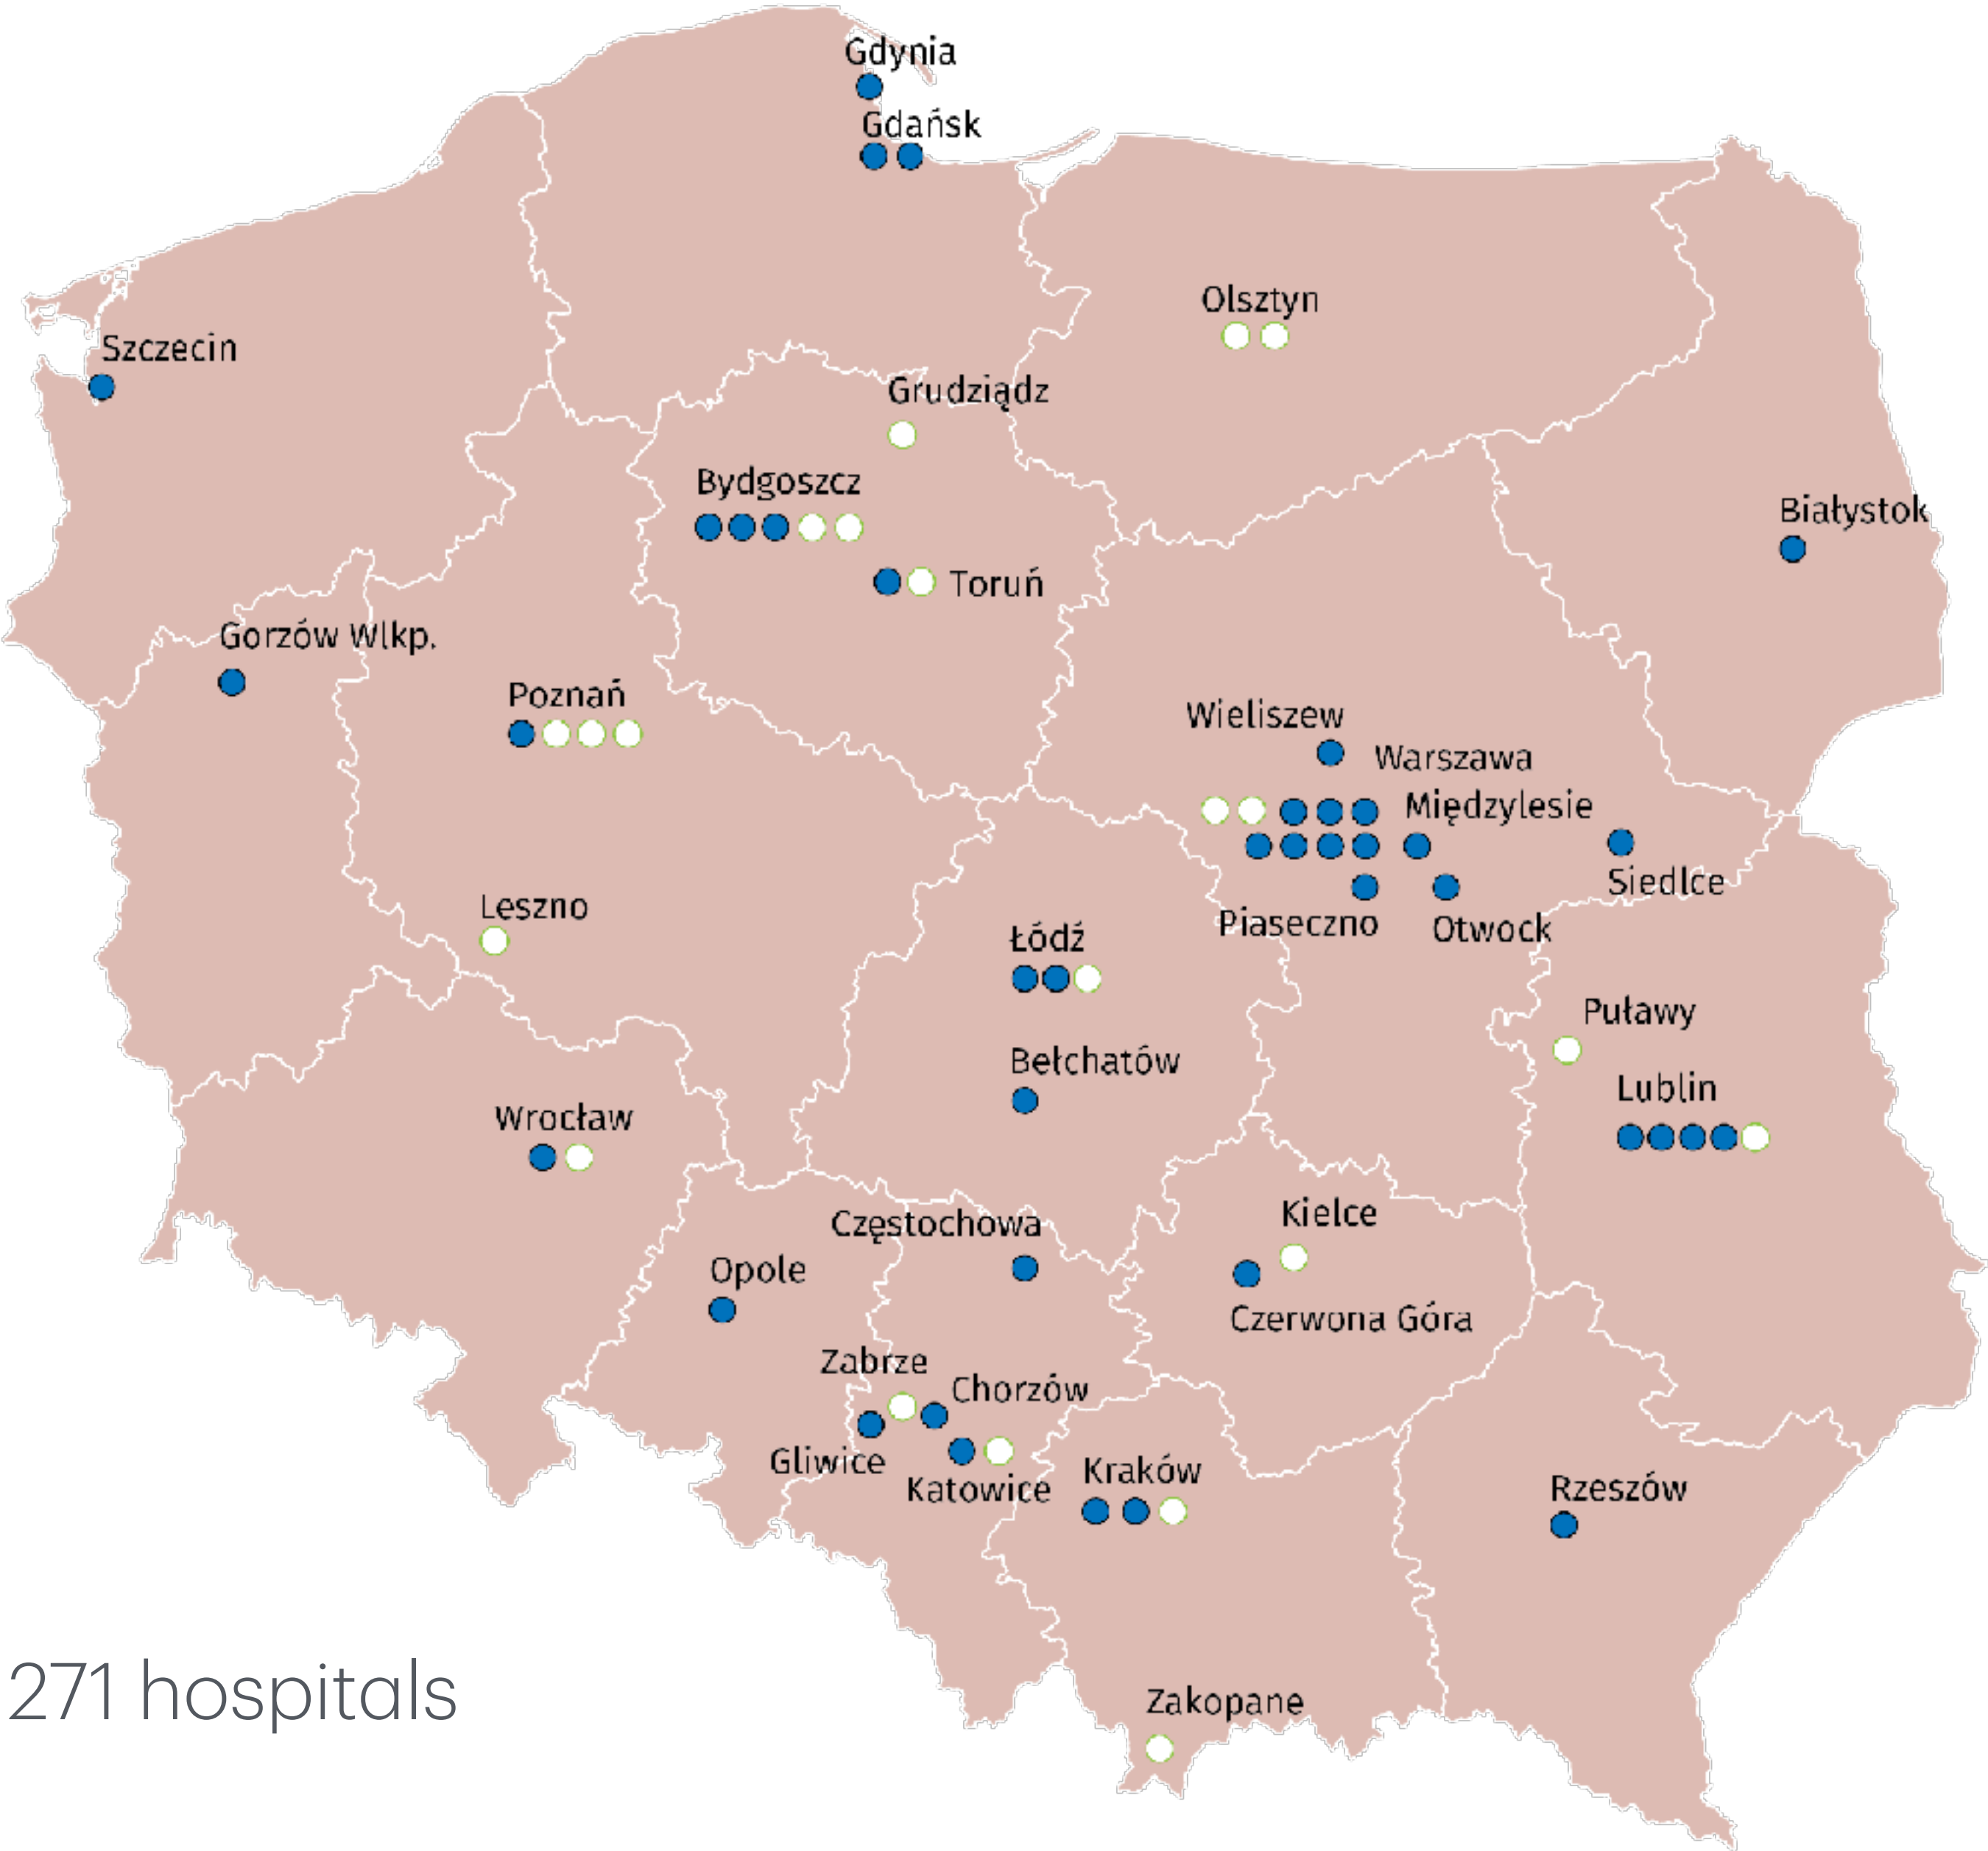 Gdynia
Gdańsk
Olsztyn
Szczecin
Grudziądz
Bydgoszcz
Białystok
Toruń
Gorzów Wlkp.
Poznań
Wieliszew
Warszawa
Międzylesie
Siedlce
Leszno
Piaseczno
Otwock
Łódź
Puławy
Bełchatów
Lublin
Wrocław
Kielce
Częstochowa
Opole
Czerwona Góra
Zabrze
Chorzów
Gliwice
Katowice
Kraków
Rzeszów
271 hospitals
Zakopane